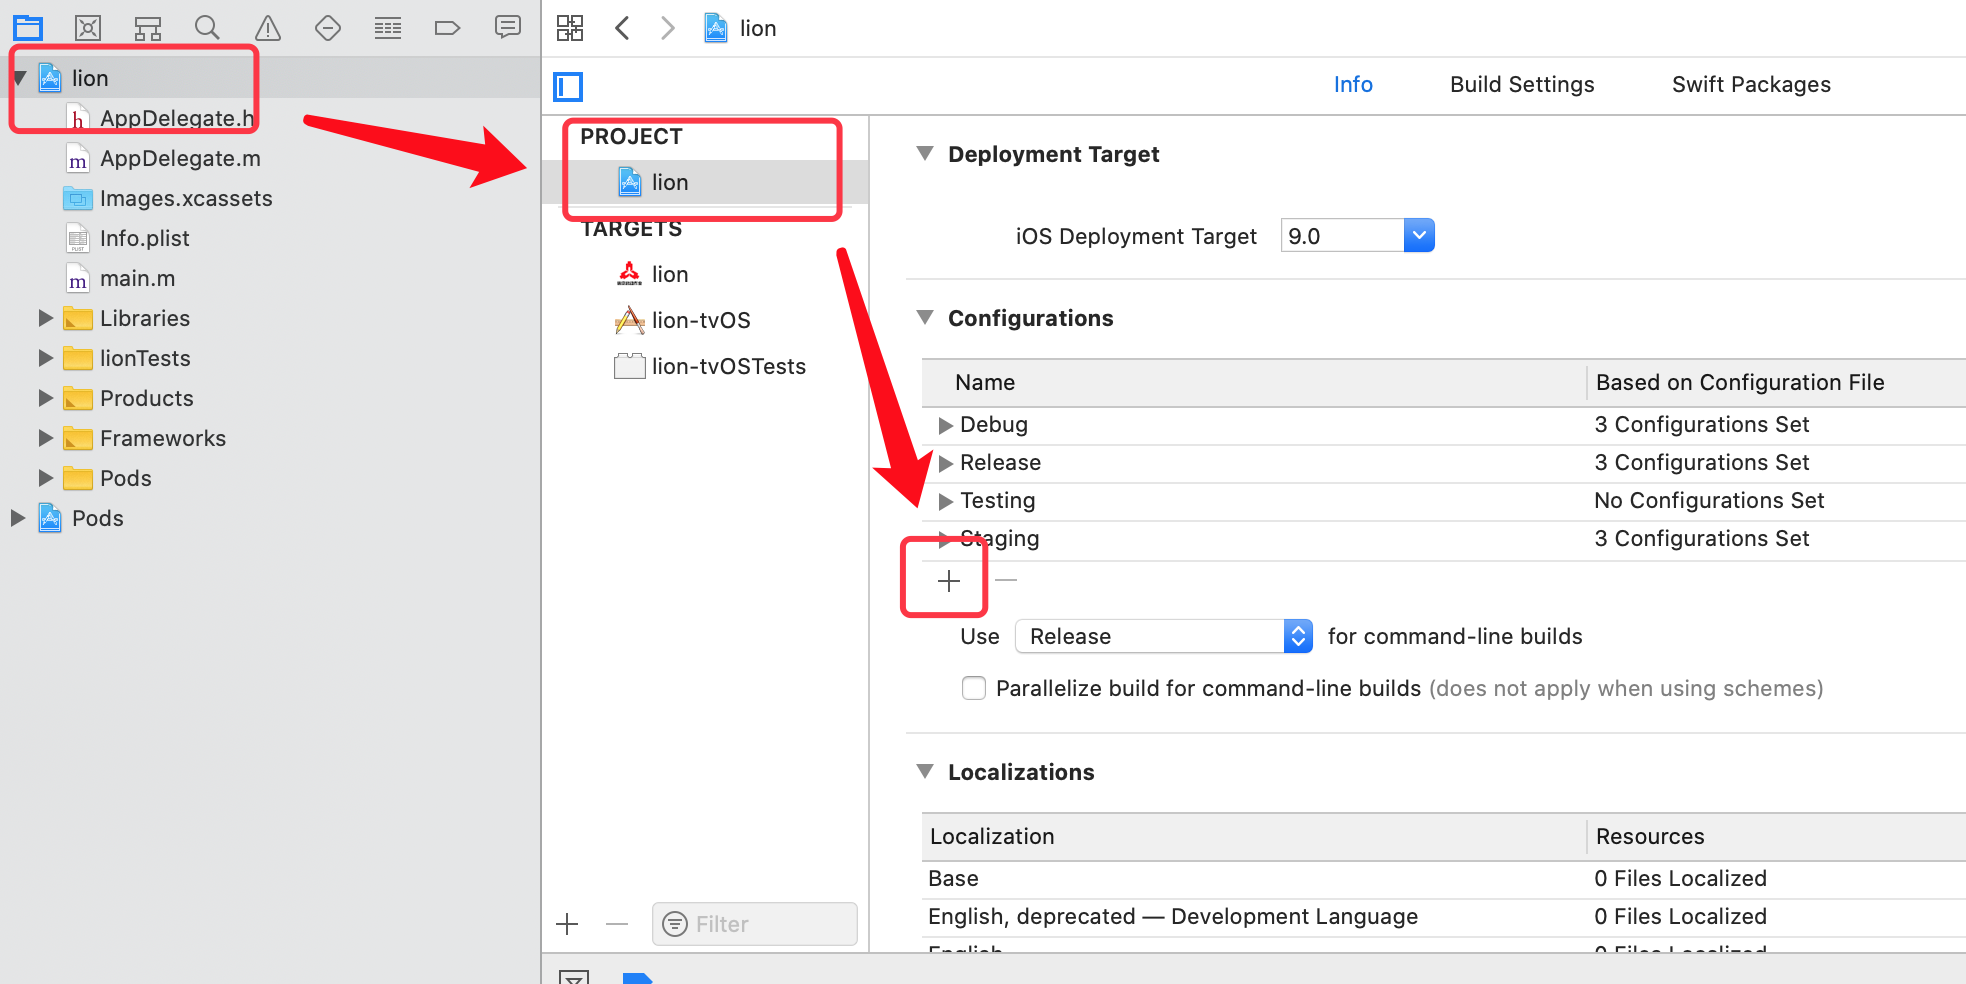 lion
AppDelegate.h
AppDelegate.m
Images.xcassets
Info.plist
main.m
Libraries
lionTests
Products
Frameworks
Pods
Pods
lion
Info Build Settings Swift Packages
PROJECT
lion
TARGETS
lion
lion-tvOS
lion-tvOSTests
Filter
Deployment Target
iOS Deployment Target 9.0
Configurations
Name Based on Configuration File
Debug 3 Configurations Set
Release 3 Configurations Set
Testing No Configurations Set
Staging 3 Configurations Set
Use Release for command-line builds
Parallelize build for command-line builds (does not apply when using schemes)
Localizations
Localization Resources
Base 0 Files Localized
English, deprecated — Development Language 0 Files Localized
English 0 Files Localized